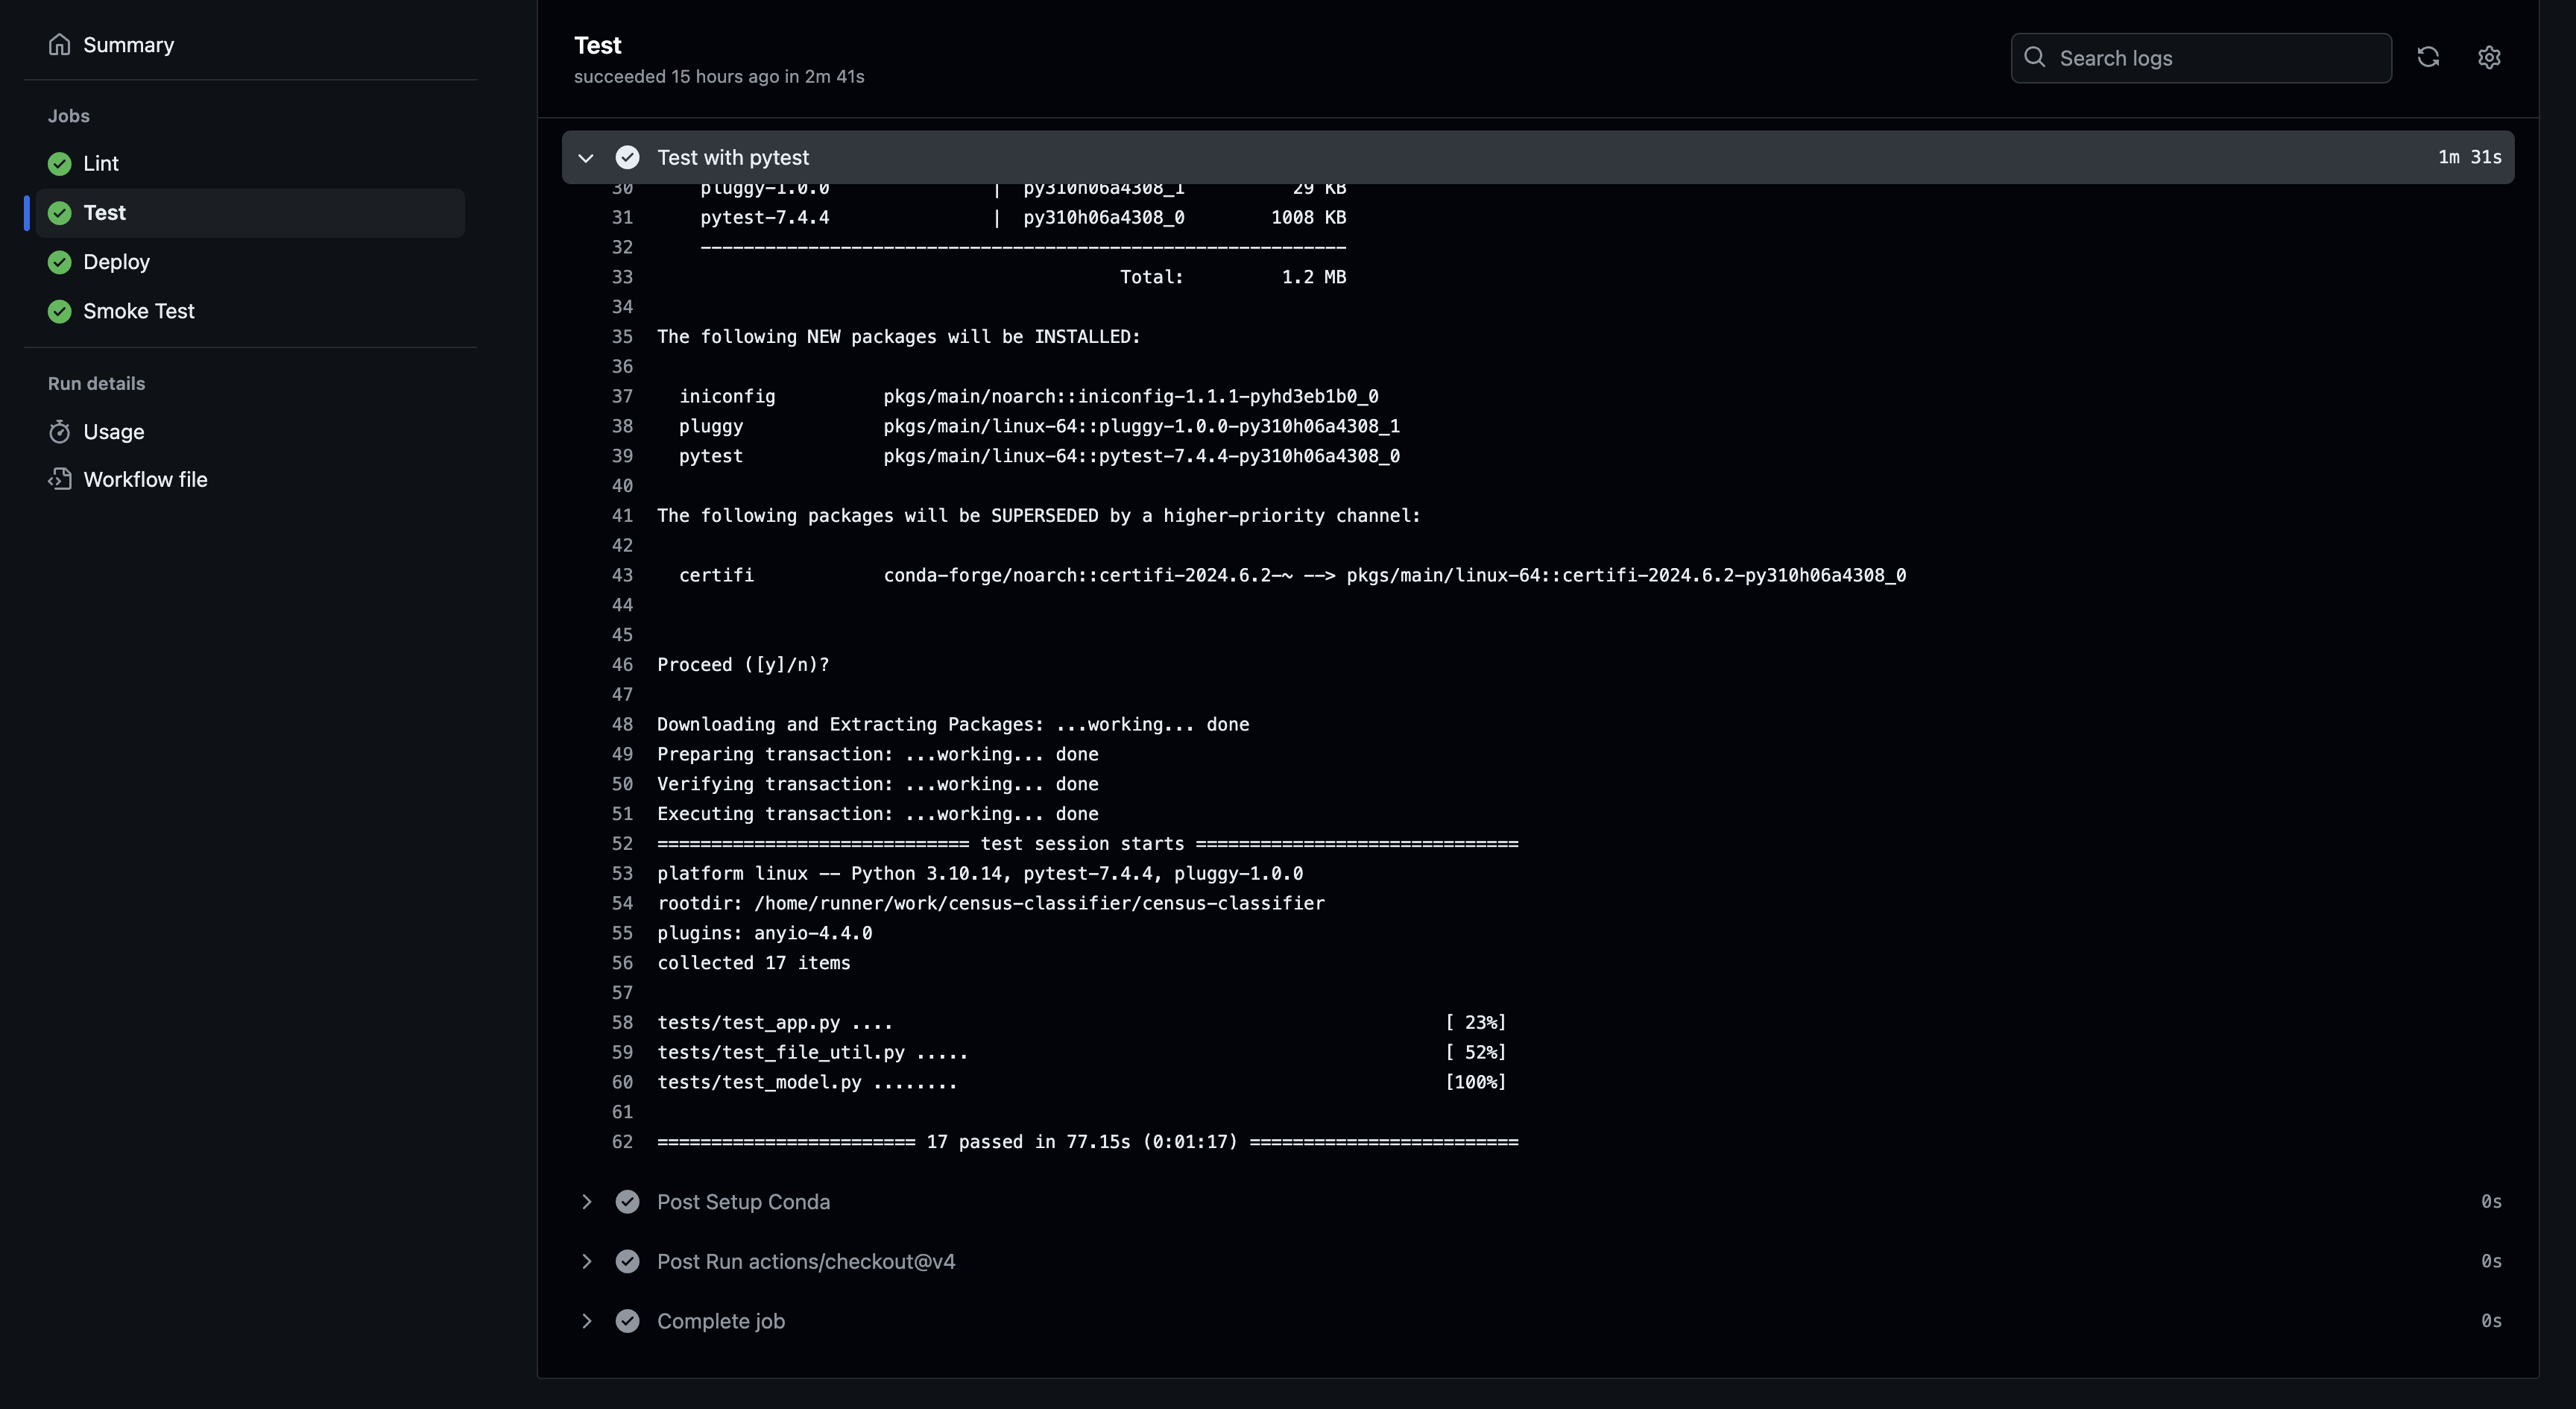 Summary
Jobs
Lint
Test
Deploy
Smoke Test
Run details
Usage
Workflow file
Test
succeeded 15 hours ago in 2m 41s
Search logs
Test with pytest 1m 31s
30 pluggy-1.0.0 | py310h06a4308_1 29 KB
31 pytest-7.4.4 | py310h06a4308_0 1008 KB
32 ------------------------------------------------------------
33 Total: 1.2 MB
34
35 The following NEW packages will be INSTALLED:
36
37 iniconfig pkgs/main/noarch::iniconfig-1.1.1-pyhd3eb1b0_0
38 pluggy pkgs/main/linux-64::pluggy-1.0.0-py310h06a4308_1
39 pytest pkgs/main/linux-64::pytest-7.4.4-py310h06a4308_0
40
41 The following packages will be SUPERSEDED by a higher-priority channel:
42
43 certifi conda-forge/noarch::certifi-2024.6.2-~ --> pkgs/main/linux-64::certifi-2024.6.2-py310h06a4308_0
44
45
46 Proceed ([y]/n)?
47
48 Downloading and Extracting Packages: ...working... done
49 Preparing transaction: ...working... done
50 Verifying transaction: ...working... done
51 Executing transaction: ...working... done
52 ============================= test session starts ==============================
53 platform linux -- Python 3.10.14, pytest-7.4.4, pluggy-1.0.0
54 rootdir: /home/runner/work/census-classifier/census-classifier
55 plugins: anyio-4.4.0
56 collected 17 items
57
58 tests/test_app.py .... [ 23%]
59 tests/test_file_util.py ..... [ 52%]
60 tests/test_model.py ........ [100%]
61
62 ======================== 17 passed in 77.15s (0:01:17) =========================
Post Setup Conda 0s
Post Run actions/checkout@v4 0s
Complete job 0s